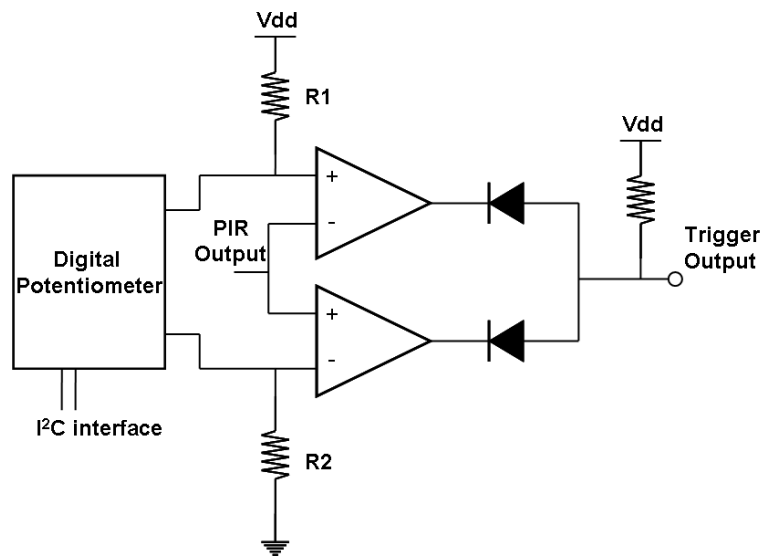 Vdd
R1
Vdd
+
-
PIR
Output
Digital
Potentiometer
Trigger
Output
+
-
I²C interface
R2